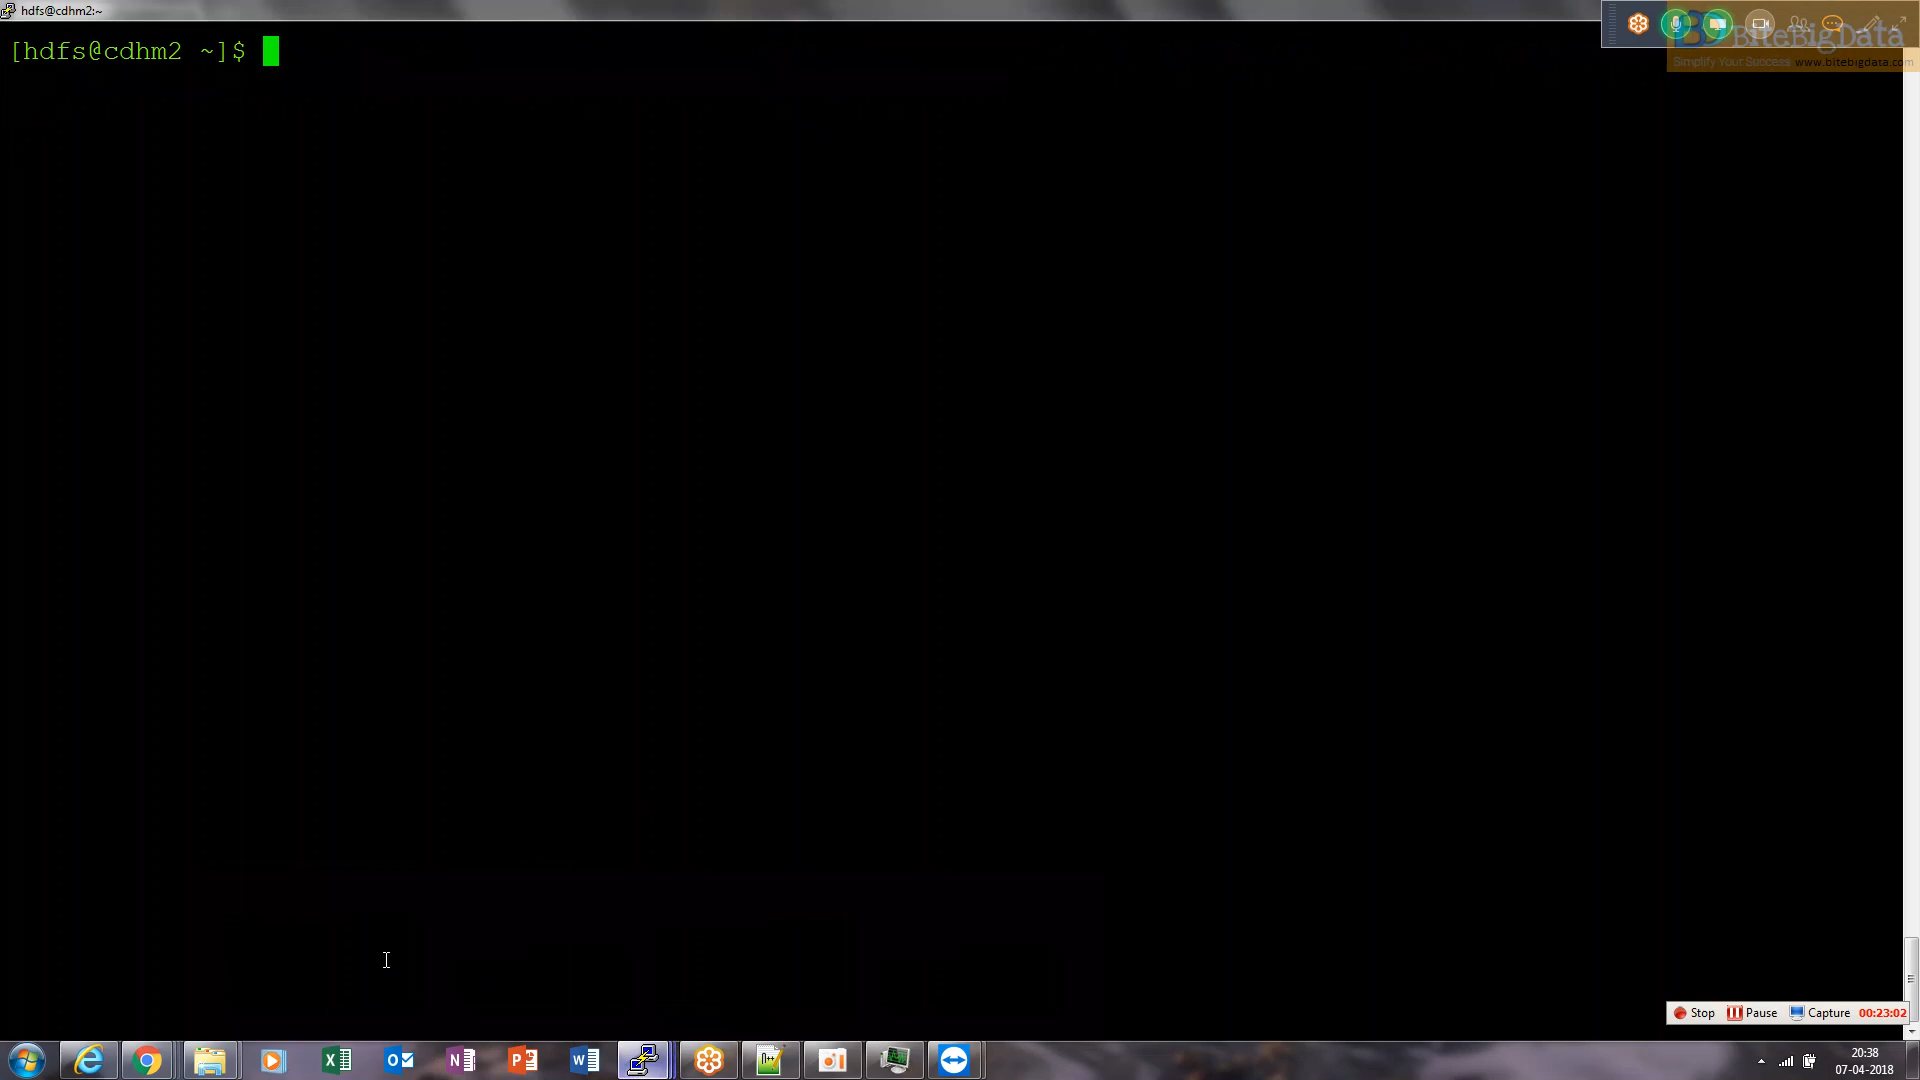 hdfs@cdhm2:~
[hdfs@cdhm2 ~]$
BiteBigData
Simplify Your Success www.bitebigdata.com
Stop Pause Capture 00:23:02
20:38
07-04-2018